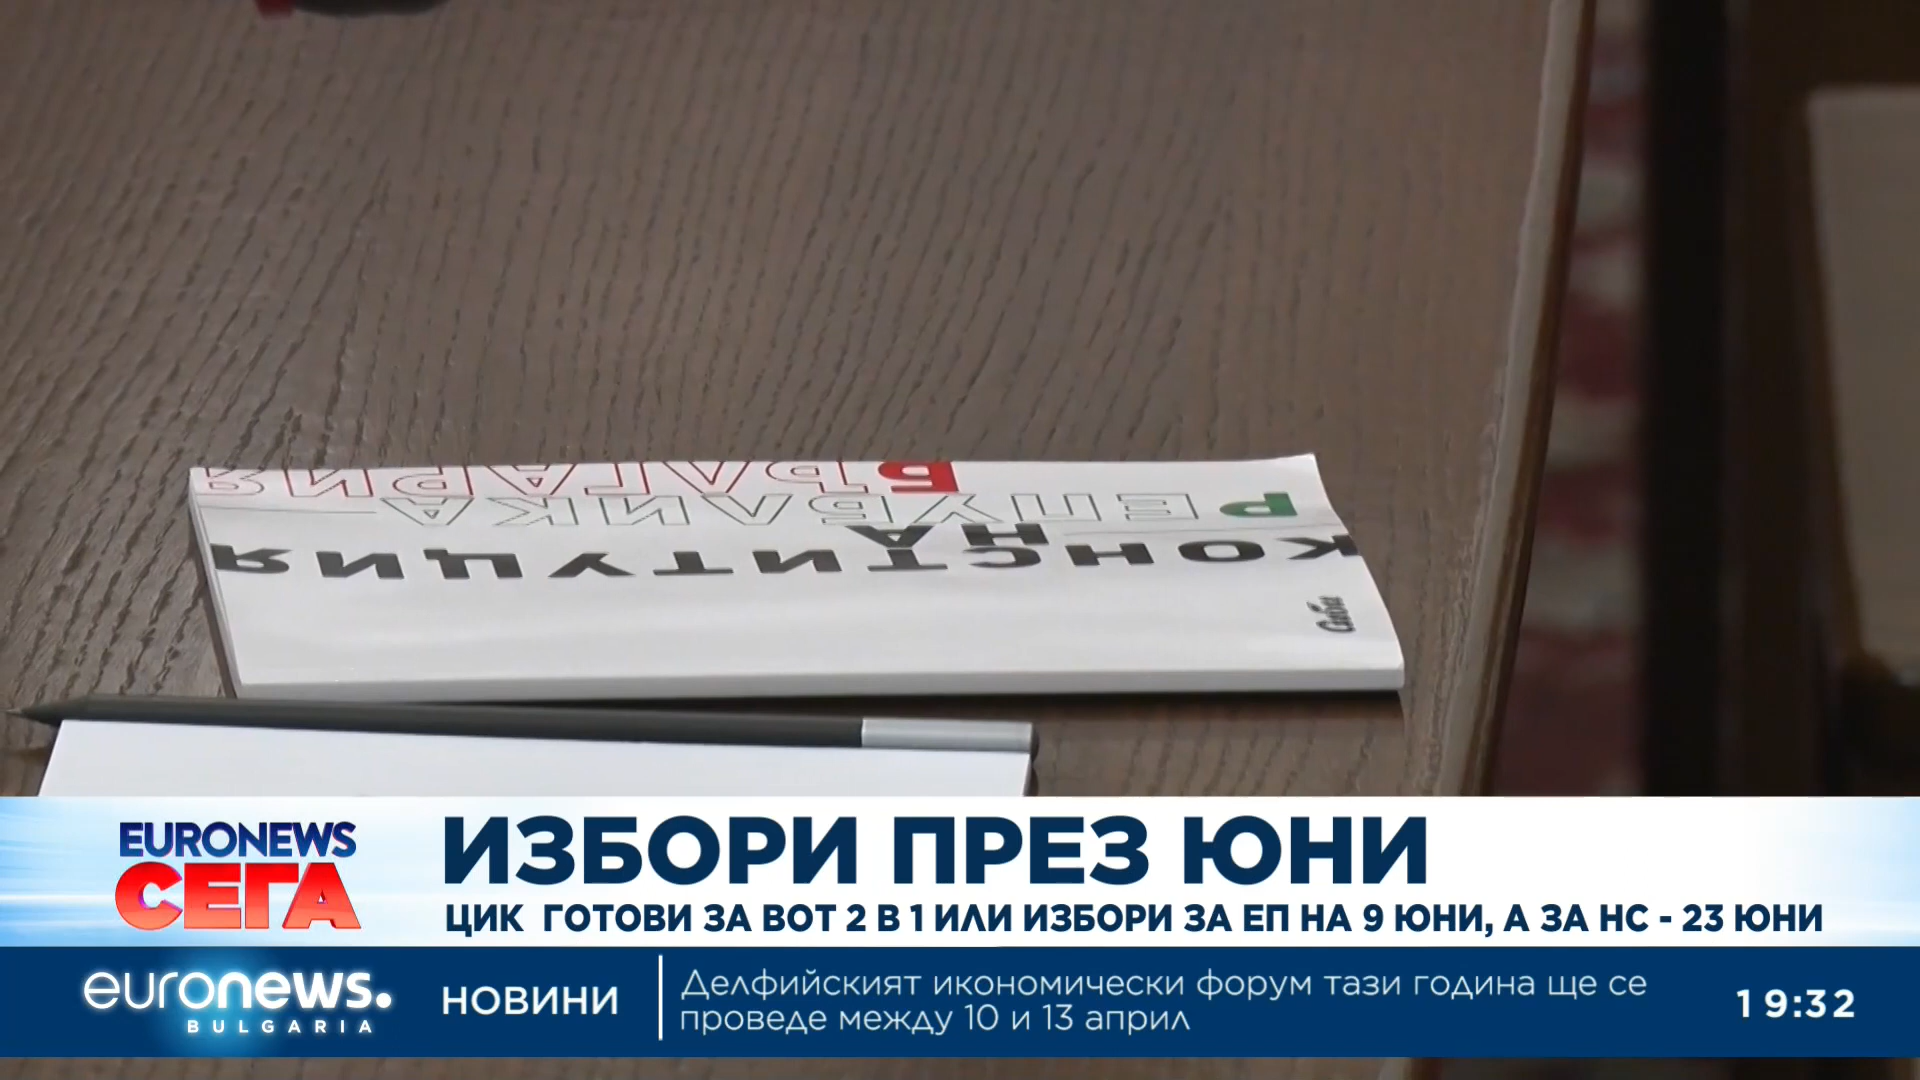 БЪЛГАРИЯ
РЕПУБЛИКА
НА
КОНСТИТУЦИЯ
Сиби
EURONEWS
СЕГА
ИЗБОРИ ПРЕЗ ЮНИ
ЦИК ГОТОВИ ЗА ВОТ 2 В 1 ИЛИ ИЗБОРИ ЗА ЕП НА 9 ЮНИ, А ЗА НС - 23 ЮНИ
euronews.
BULGARIA
НОВИНИ
Делфийският икономически форум тази година ще се
проведе между 10 и 13 април
19:32